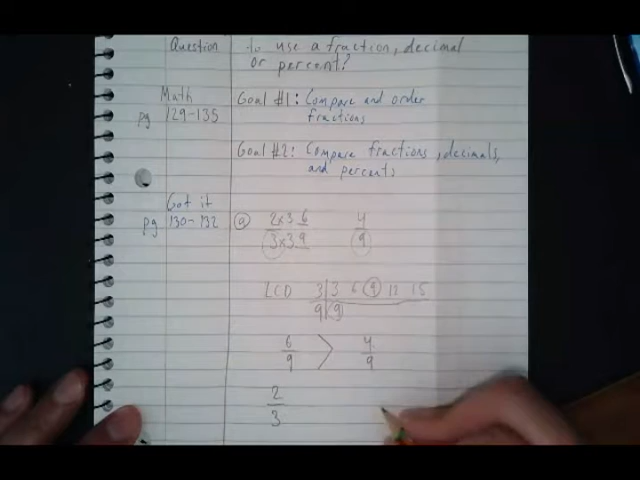 Question to use a fraction, decimal
or percent?
Math Goal #1: Compare and order
pg 129-135 fractions
Goal #2: Compare fractions, decimals,
and percents
Got it
pg 130-132 a 2x3 6 4
3x3 9 9
LCD 3 3 6 9 12 15
9 9
6 > 4
9 9
2
3